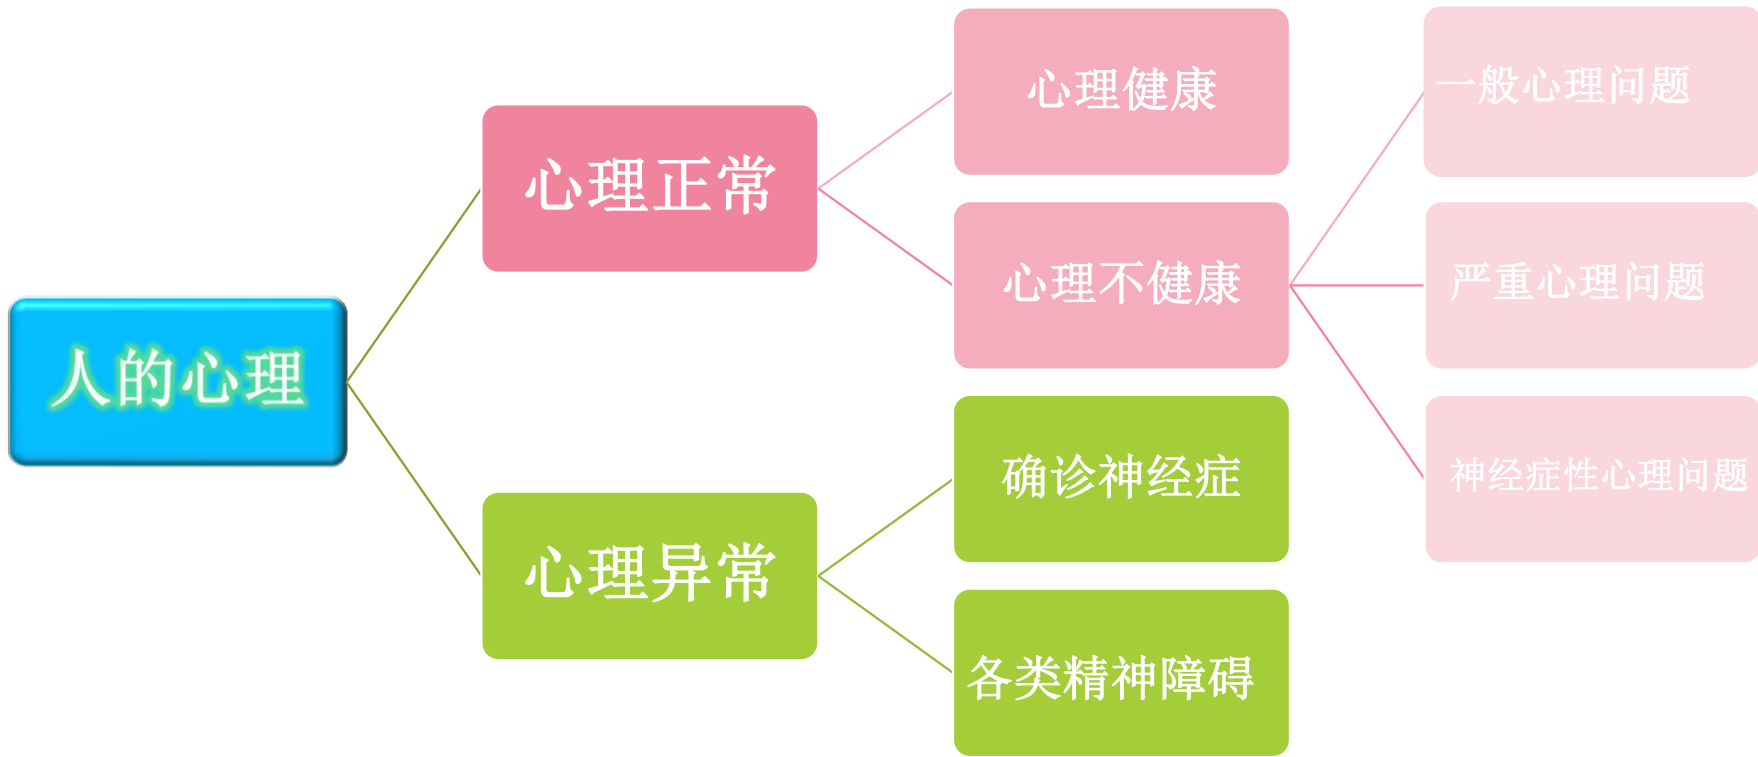 人的心理
心理正常
心理健康
心理不健康
一般心理问题
严重心理问题
神经症性心理问题
心理异常
确诊神经症
各类精神障碍